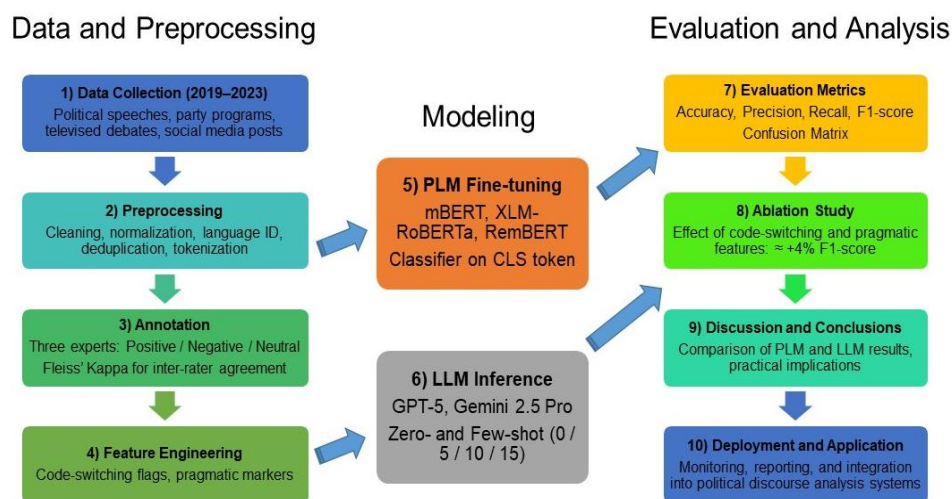 Data and Preprocessing
1) Data Collection (2019–2023)
Political speeches, party programs,
televised debates, social media posts
2) Preprocessing
Cleaning, normalization, language ID,
deduplication, tokenization
3) Annotation
Three experts: Positive / Negative / Neutral
Fleiss' Kappa for inter-rater agreement
4) Feature Engineering
Code-switching flags, pragmatic markers
Modeling
5) PLM Fine-tuning
mBERT, XLM-
RoBERTa, RemBERT
Classifier on CLS token
6) LLM Inference
GPT-5, Gemini 2.5 Pro
Zero- and Few-shot (0 /
5 / 10 / 15)
Evaluation and Analysis
7) Evaluation Metrics
Accuracy, Precision, Recall, F1-score
Confusion Matrix
8) Ablation Study
Effect of code-switching and pragmatic
features: ≈ +4% F1-score
9) Discussion and Conclusions
Comparison of PLM and LLM results,
practical implications
10) Deployment and Application
Monitoring, reporting, and integration
into political discourse analysis systems